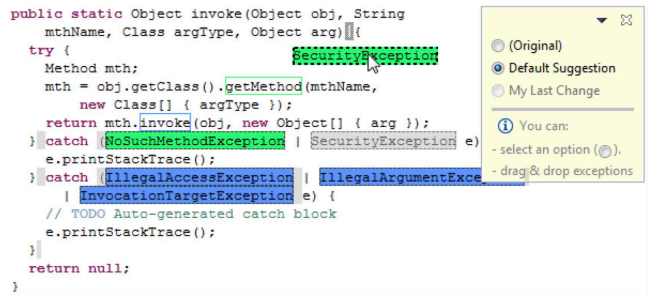 public static Object invoke(Object obj, String
mthName, Class argType, Object arg) {
try {
SecurityException
Method mth;
mth = obj.getClass().getMethod(mthName,
new Class[] { argType });
return mth.invoke(obj, new Object[] { arg });
} catch (NoSuchMethodException | SecurityException e)
e.printStackTrace();
} catch (IllegalAccessException | IllegalArgumentExce
| InvocationTargetException e) {
// TODO Auto-generated catch block
e.printStackTrace();
}
return null;
}
(Original)
Default Suggestion
My Last Change
You can:
- select an option ( ).
- drag & drop exceptions